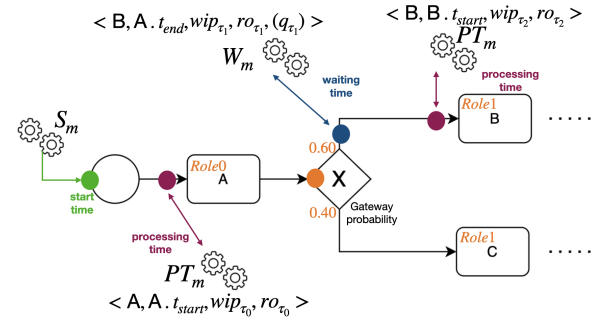 < B, A. t_end, wip_τ1, ro_τ1, (q_τ1) >
W_m
< B, B. t_start, wip_τ2, ro_τ2 >
PT_m
waiting
time
processing
time
S_m
Role1
B
.....
0.60
Role0
A
X
start
time
0.40
Gateway
probability
processing
time
Role1
C
.....
PT_m
< A, A. t_start, wip_τ0, ro_τ0 >